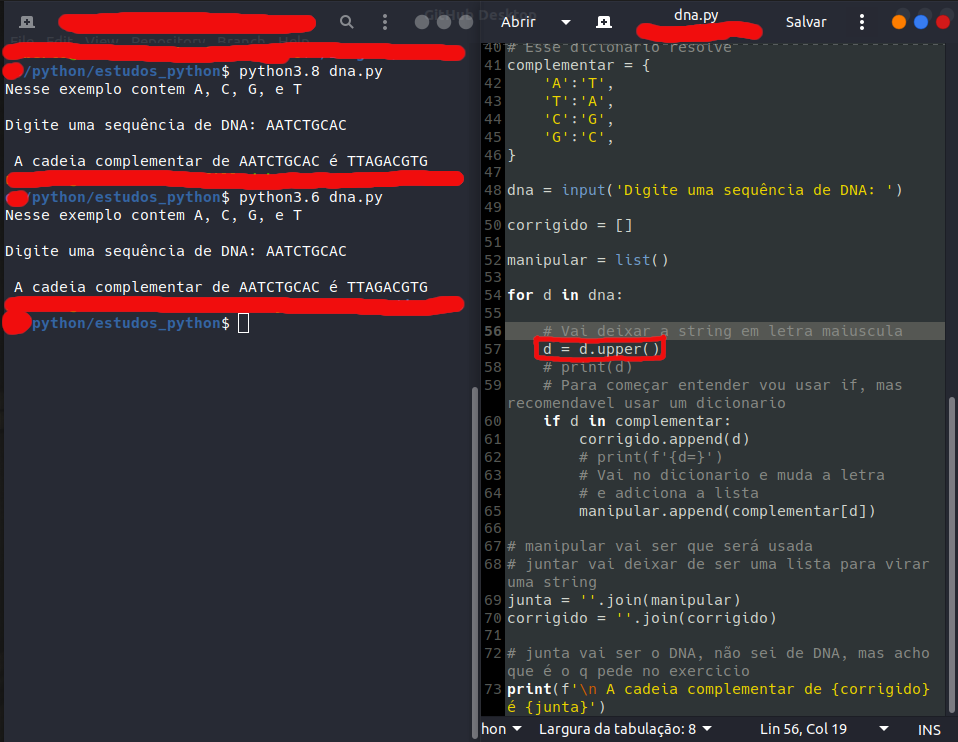 GitHub Desktop
File Edit View Repository Branch Help
/python/estudos_python$ python3.8 dna.py
Nesse exemplo contem A, C, G, e T
Digite uma sequência de DNA: AATCTGCAC
A cadeia complementar de AATCTGCAC é TTAGACGTG
/python/estudos_python$ python3.6 dna.py
Nesse exemplo contem A, C, G, e T
Digite uma sequência de DNA: AATCTGCAC
A cadeia complementar de AATCTGCAC é TTAGACGTG
python/estudos_python$
Abrir dna.py Salvar
40 # Esse dicionario resolve
41 complementar = {
42 'A':'T',
43 'T':'A',
44 'C':'G',
45 'G':'C',
46 }
47
48 dna = input('Digite uma sequência de DNA: ')
49
50 corrigido = []
51
52 manipular = list()
53
54 for d in dna:
55
56 # Vai deixar a string em letra maiuscula
57 d = d.upper()
58 # print(d)
59 # Para começar entender vou usar if, mas
recomendavel usar um dicionario
60 if d in complementar:
61 corrigido.append(d)
62 # print(f'{d=}')
63 # Vai no dicionario e muda a letra
64 # e adiciona a lista
65 manipular.append(complementar[d])
66
67 # manipular vai ser que será usada
68 # juntar vai deixar de ser uma lista para virar
uma string
69 junta = ''.join(manipular)
70 corrigido = ''.join(corrigido)
71
72 # junta vai ser o DNA, não sei de DNA, mas acho
que é o q pede no exercicio
73 print(f'\n A cadeia complementar de {corrigido}
é {junta}')
hon Largura da tabulação: 8 Lin 56, Col 19 INS